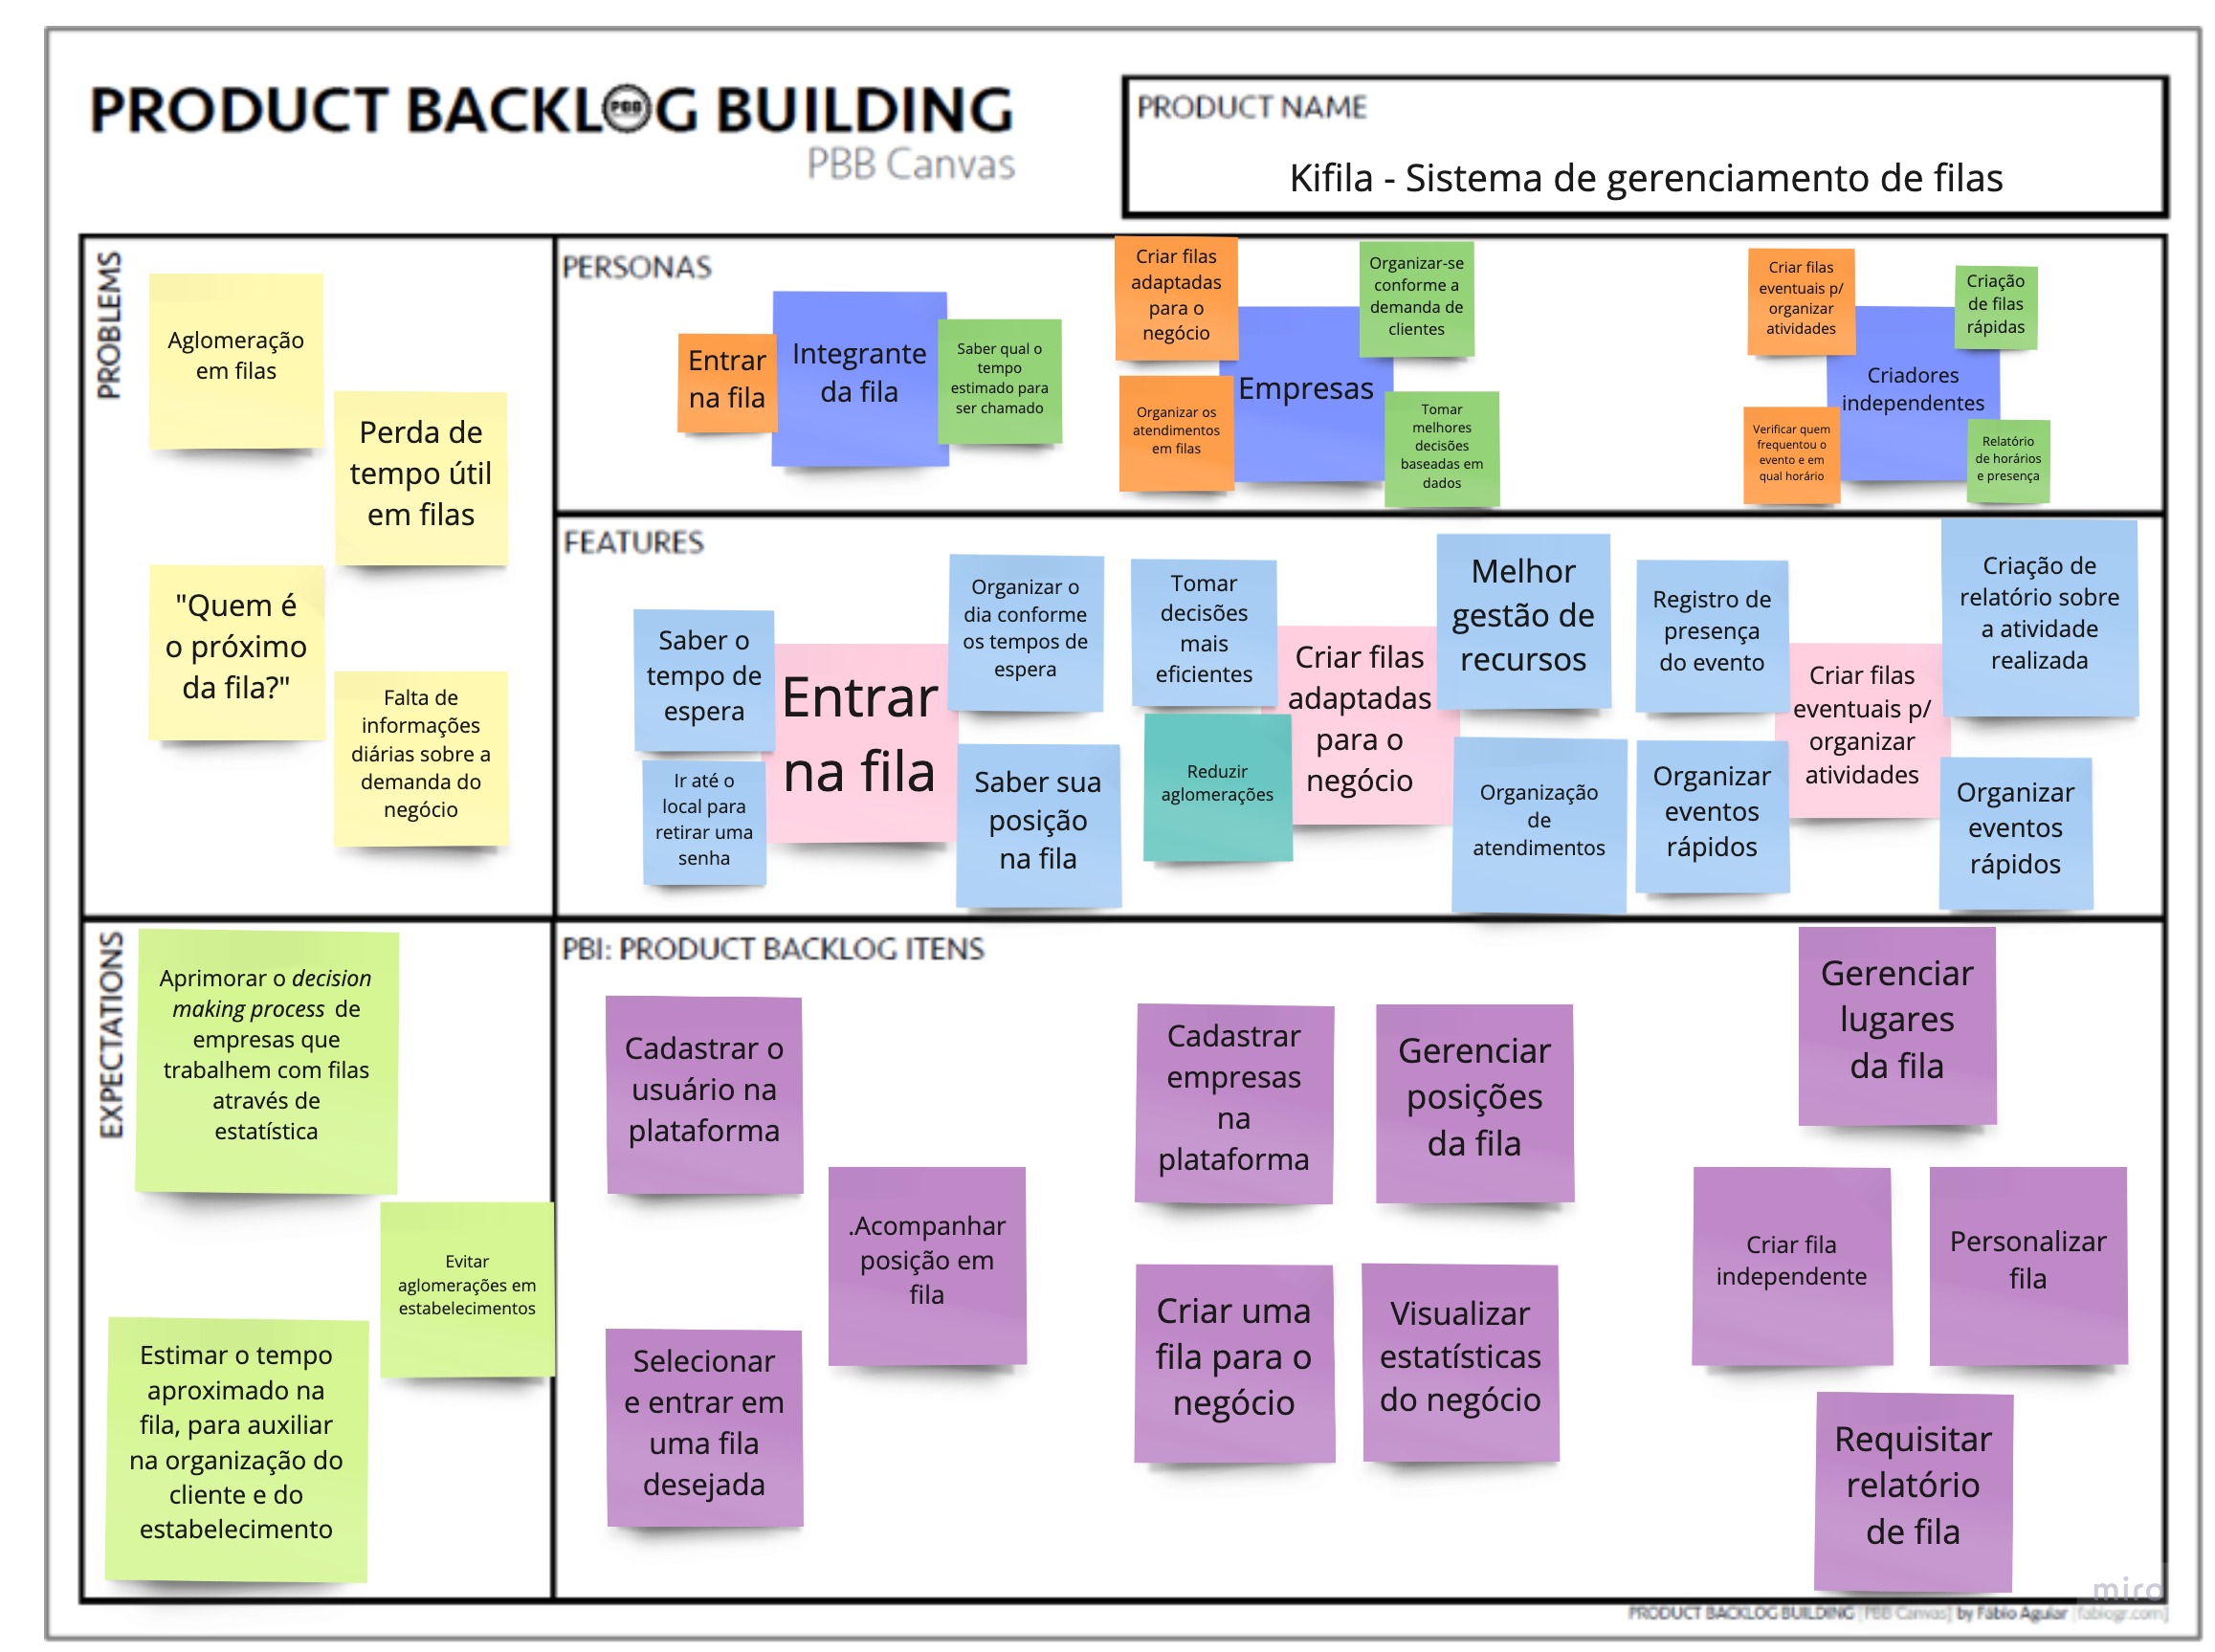 PRODUCT BACKLOG BUILDING
PBB
PBB Canvas
PRODUCT NAME
Kifila - Sistema de gerenciamento de filas
PROBLEMS
Aglomeração
em filas
Perda de
tempo útil
em filas
"Quem é
o próximo
da fila?"
Falta de
informações
diárias sobre a
demanda do
negócio
PERSONAS
Entrar
na fila
Integrante
da fila
Saber qual o
tempo
estimado para
ser chamado
Criar filas
adaptadas
para o
negócio
Organizar os
atendimentos
em filas
Empresas
Organizar-se
conforme a
demanda de
clientes
Tomar
melhores
decisões
baseadas em
dados
Criar filas
eventuais p/
organizar
atividades
Verificar quem
frequentou o
evento e em
qual horário
Criadores
independentes
Criação
de filas
rápidas
Relatório
de horários
e presença
FEATURES
Saber o
tempo de
espera
Ir até o
local para
retirar uma
senha
Entrar
na fila
Organizar o
dia conforme
os tempos de
espera
Saber sua
posição
na fila
Tomar
decisões
mais
eficientes
Reduzir
aglomerações
Criar filas
adaptadas
para o
negócio
Melhor
gestão de
recursos
Organização
de
atendimentos
Registro de
presença
do evento
Organizar
eventos
rápidos
Criar filas
eventuais p/
organizar
atividades
Criação de
relatório sobre
a atividade
realizada
Organizar
eventos
rápidos
EXPECTATIONS
Aprimorar o decision
making process de
empresas que
trabalhem com filas
através de
estatística
Evitar
aglomerações em
estabelecimentos
Estimar o tempo
aproximado na
fila, para auxiliar
na organização do
cliente e do
estabelecimento
PBI: PRODUCT BACKLOG ITENS
Cadastrar o
usuário na
plataforma
.Acompanhar
posição em
fila
Selecionar
e entrar em
uma fila
desejada
Cadastrar
empresas
na
plataforma
Gerenciar
posições
da fila
Criar uma
fila para o
negócio
Visualizar
estatísticas
do negócio
Gerenciar
lugares
da fila
Criar fila
independente
Personalizar
fila
Requisitar
relatório
de fila
miro
PRODUCT BACKLOG BUILDING [PBB Canvas] by Fábio Aguiar [fabiogr.com]